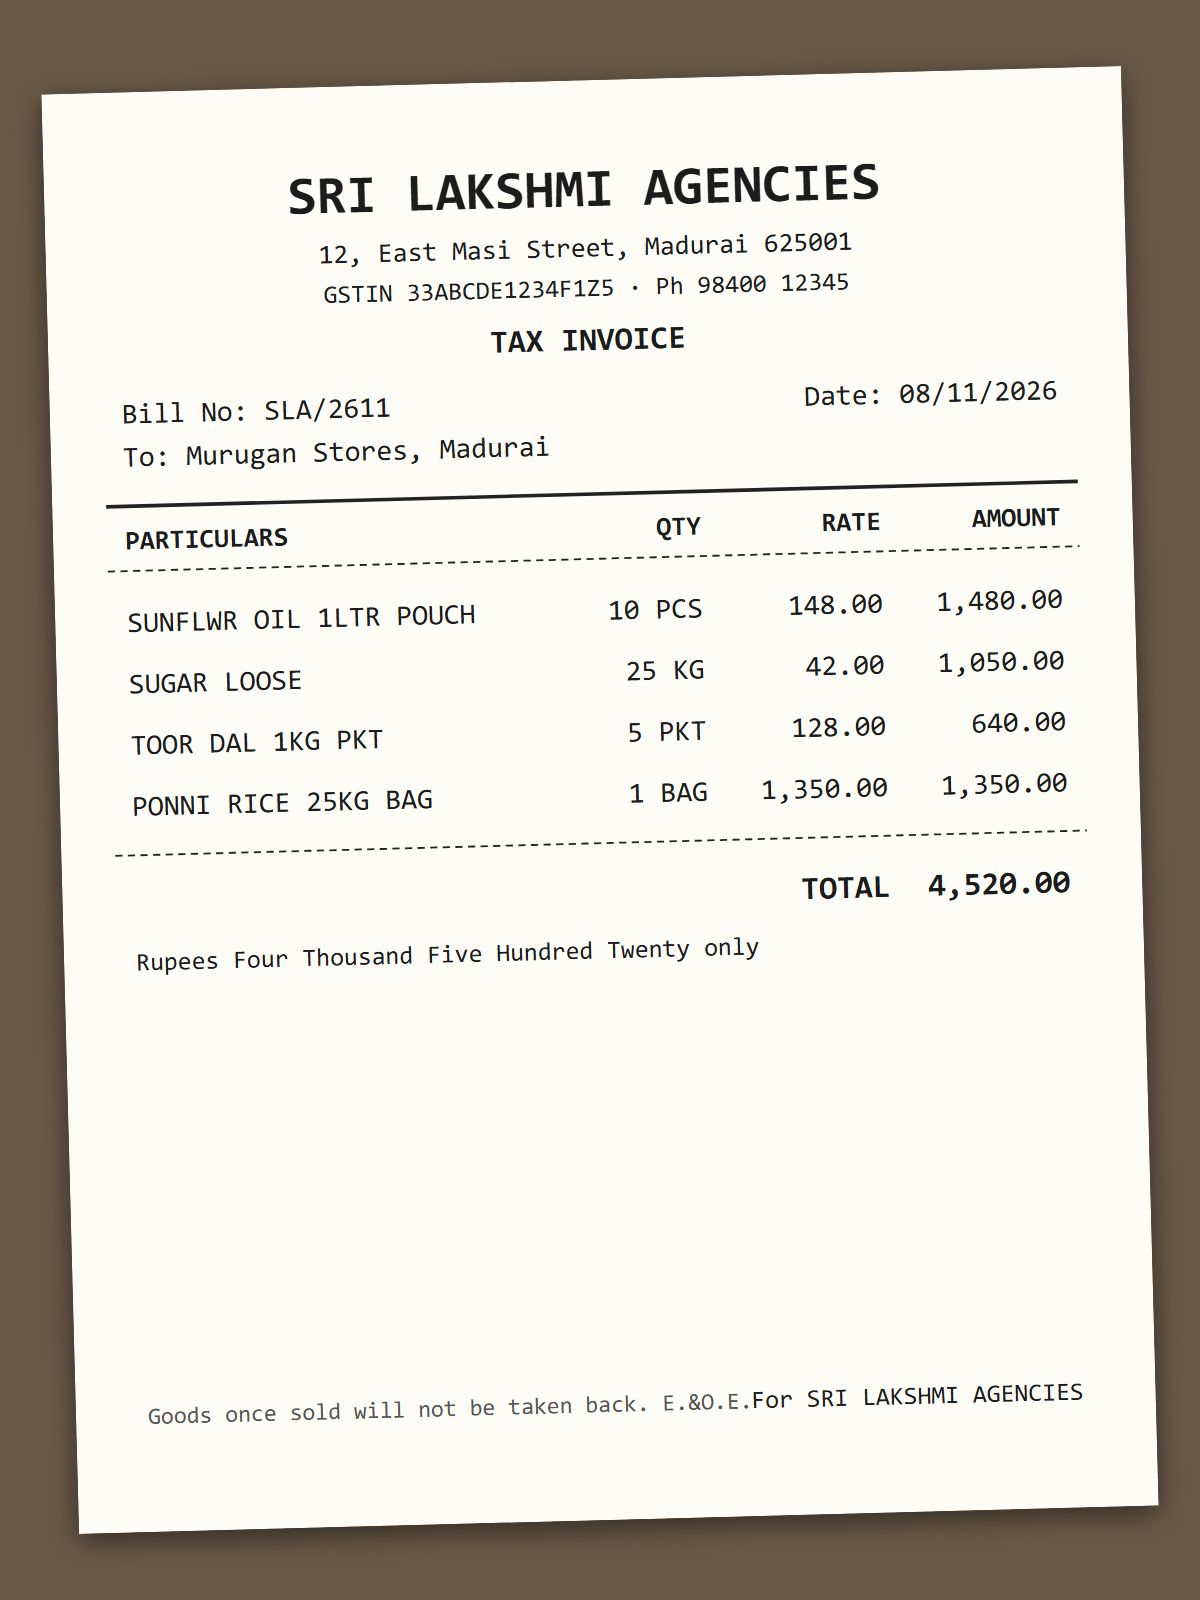 SRI LAKSHMI AGENCIES
12, East Masi Street, Madurai 625001
GSTIN 33ABCDE1234F1Z5 · Ph 98400 12345
TAX INVOICE
Bill No: SLA/2611 Date: 08/11/2026
To: Murugan Stores, Madurai
PARTICULARS QTY RATE AMOUNT
SUNFLWR OIL 1LTR POUCH 10 PCS 148.00 1,480.00
SUGAR LOOSE 25 KG 42.00 1,050.00
TOOR DAL 1KG PKT 5 PKT 128.00 640.00
PONNI RICE 25KG BAG 1 BAG 1,350.00 1,350.00
TOTAL 4,520.00
Rupees Four Thousand Five Hundred Twenty only
Goods once sold will not be taken back. E.&O.E. For SRI LAKSHMI AGENCIES